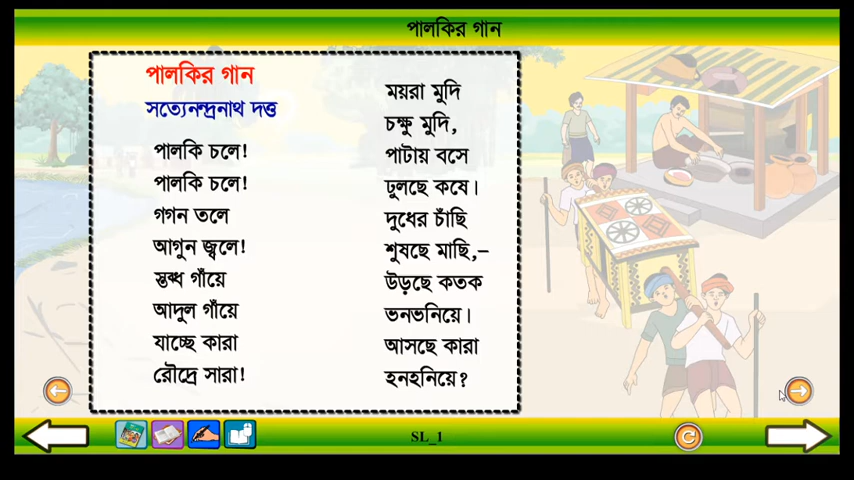 পালকির গান
পালকির গান
সত্যেনন্দ্রনাথ দত্ত
পালকি চলে!
পালকি চলে!
গগন তলে
আগুন জ্বলে!
স্তব্ধ গাঁয়ে
আদুল গাঁয়ে
যাচ্ছে কারা
রৌদ্রে সারা!
ময়রা মুদি
চক্ষু মুদি,
পাটায় বসে
ঢুলছে কষে।
দুধের চাঁছি
শুষছে মাছি,–
উড়ছে কতক
ভনভনিয়ে।
আসছে কারা
হনহনিয়ে?
SL_1